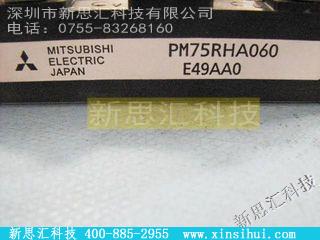 深圳市新思汇科技有限公司
电话：0755-83268160
MITSUBISHI
ELECTRIC
JAPAN
PM75RHA060
E49AA0
新思汇科技
新思汇科技
新思汇科技 400-885-2955 www.xinsihui.com